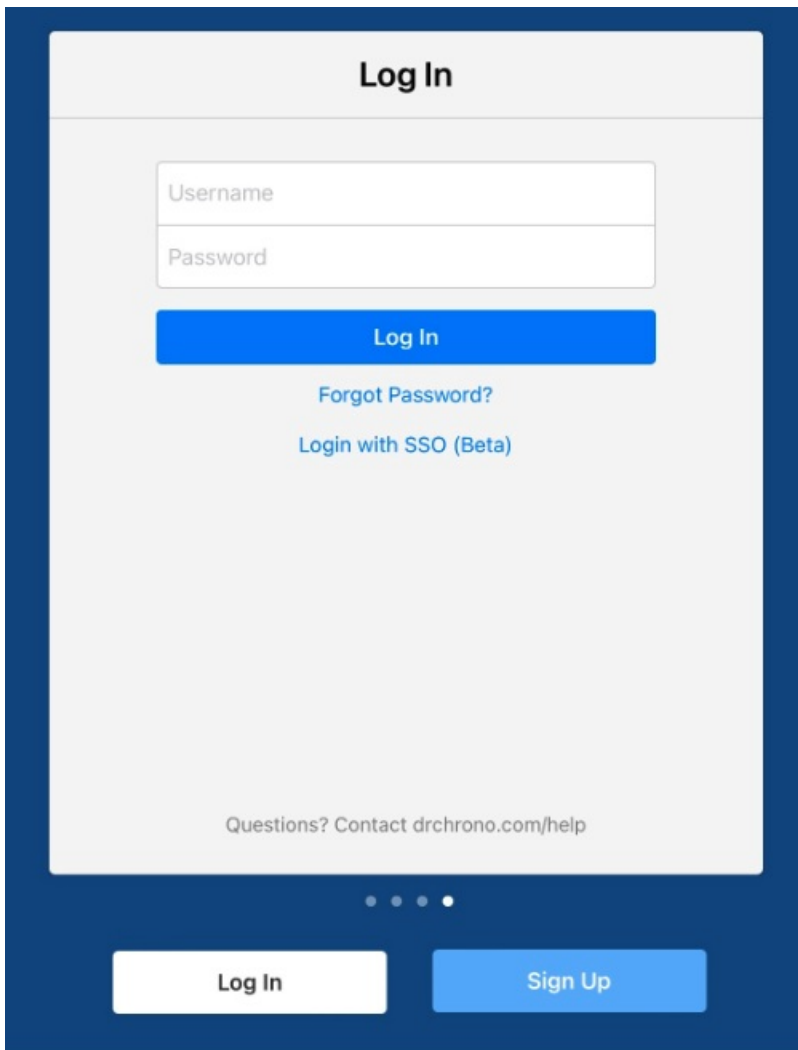 Log In
Username
Password
Log In
Forgot Password?
Login with SSO (Beta)
Questions? Contact drchrono.com/help
Log In
Sign Up